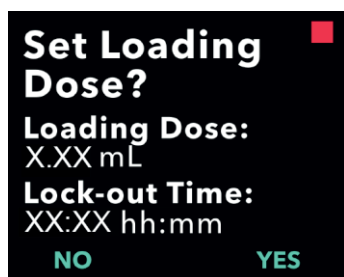 Set Loading
Dose?
Loading Dose:
X.XX mL
Lock-out Time:
XX:XX hh:mm
NO YES